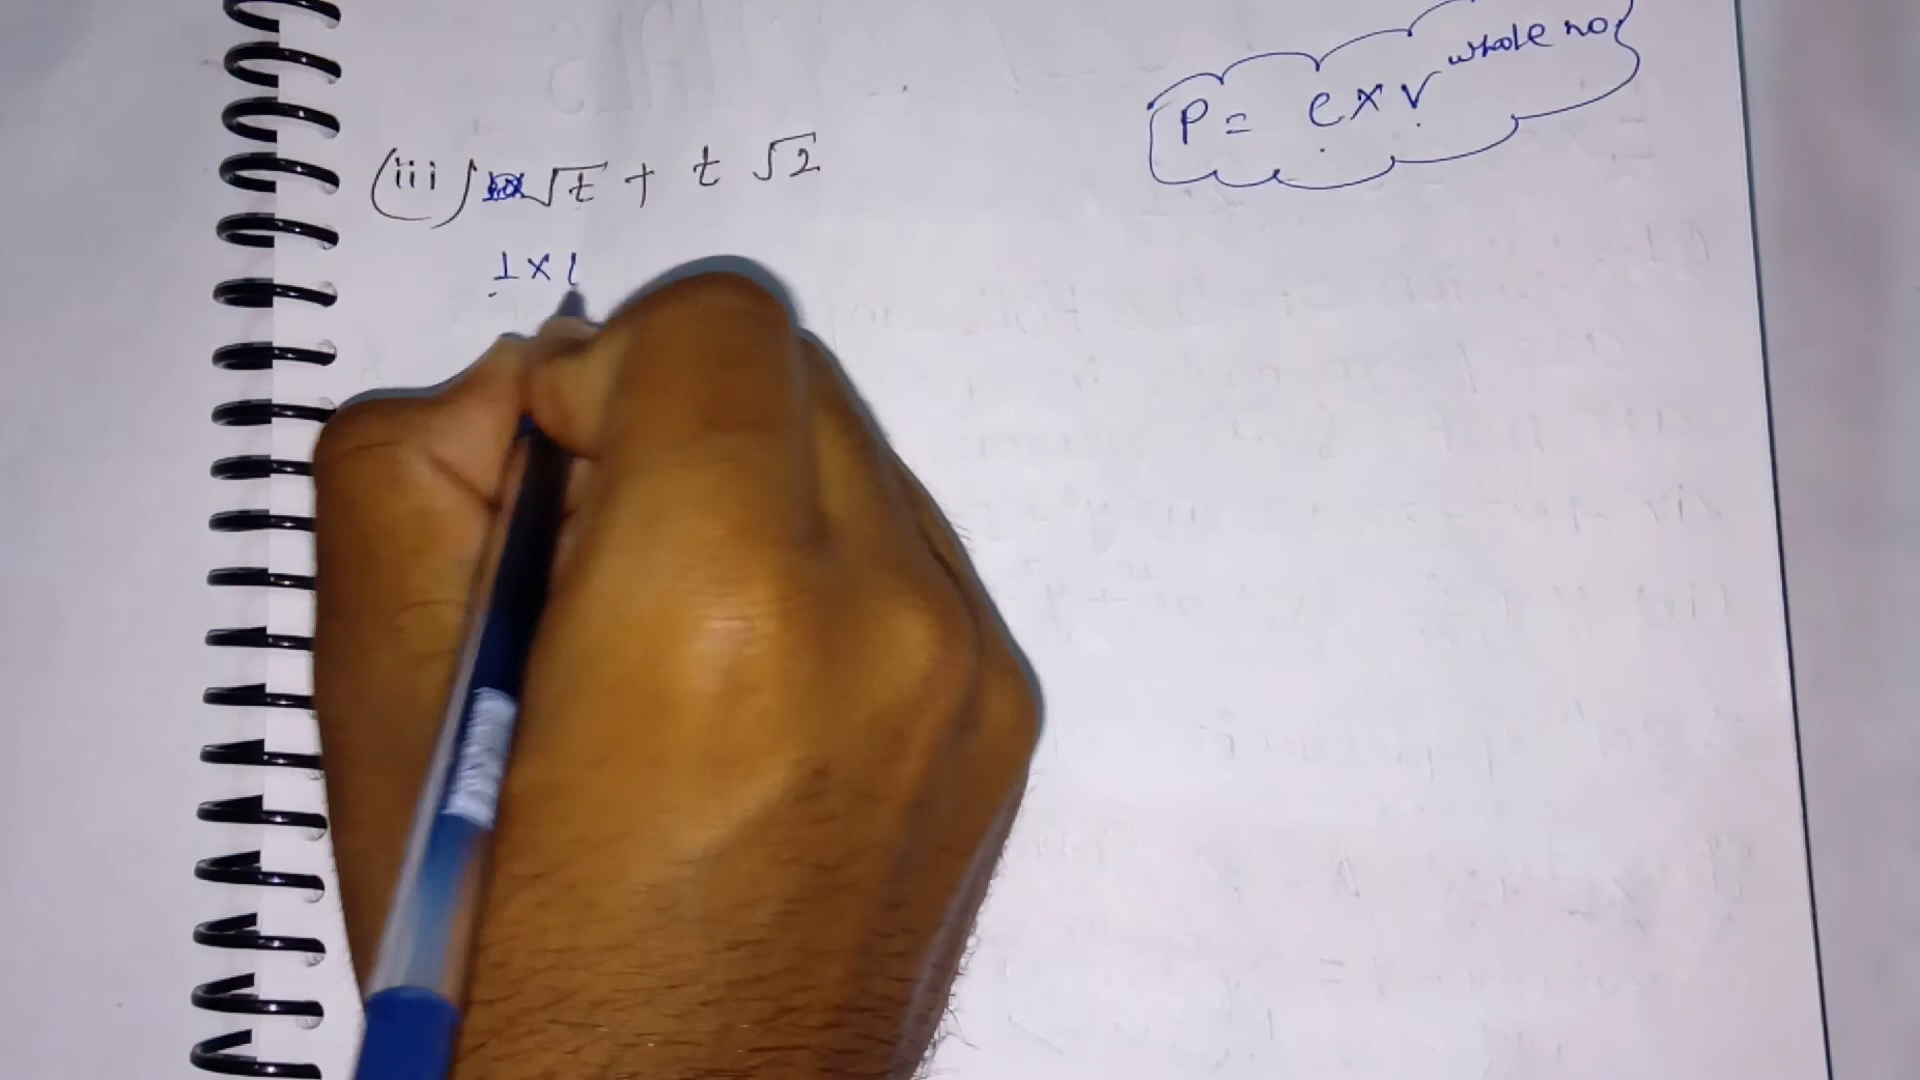 P = C × V^whole no
(iii) √t + t √2
1 × 1